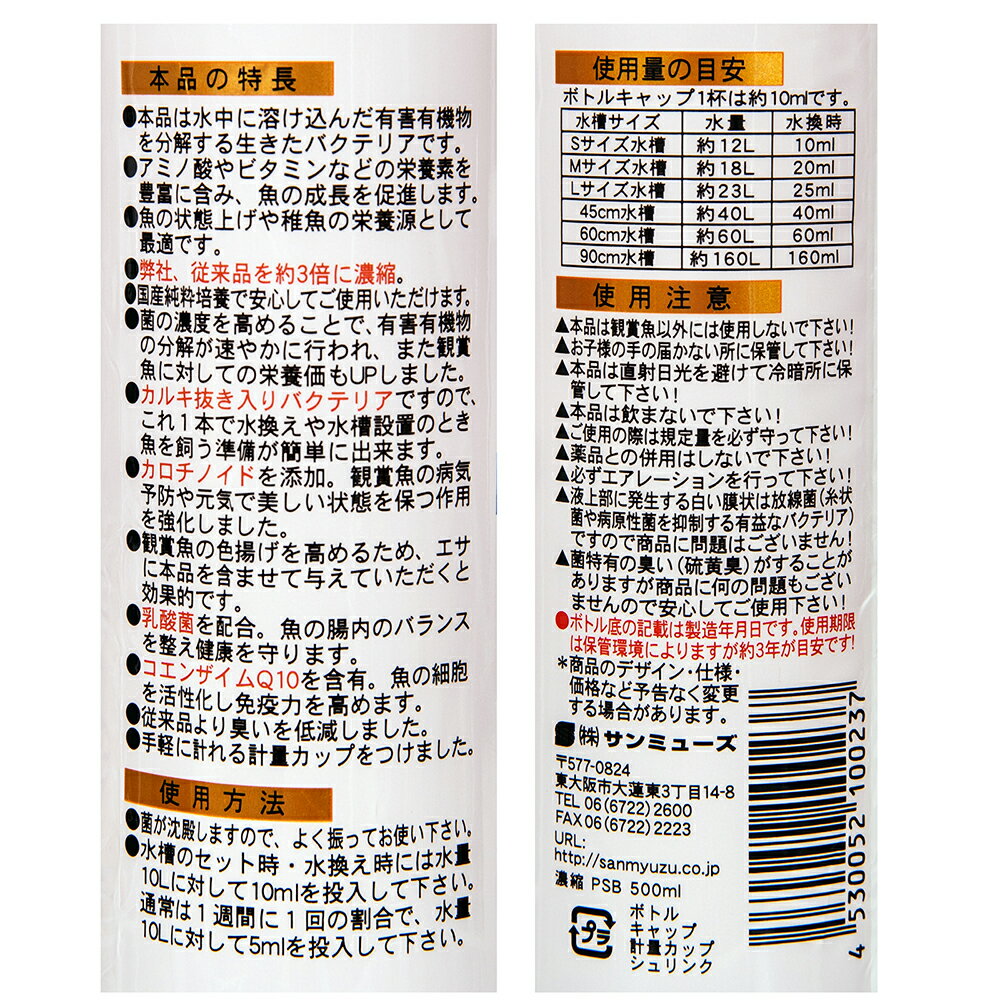 本品の特長
●本品は水中に溶け込んだ有害有機物
を分解する生きたバクテリアです。
●アミノ酸やビタミンなどの栄養素を
豊富に含み、魚の成長を促進します。
●魚の状態上げや稚魚の栄養源として
最適です。
●弊社、従来品を約3倍に濃縮。
●国産純粋培養で安心してご使用いただけます。
●菌の濃度を高めることで、有害有機物
の分解が速やかに行われ、また観賞
魚に対しての栄養価もUPしました。
●カルキ抜き入りバクテリアですので、
これ1本で水換えや水槽設置のとき
魚を飼う準備が簡単に出来ます。
●カロチノイドを添加。観賞魚の病気
予防や元気で美しい状態を保つ作用
を強化しました。
●観賞魚の色揚げを高めるため、エサ
に本品を含ませて与えていただくと
効果的です。
●乳酸菌を配合。魚の腸内のバランス
を整え健康を守ります。
●コエンザイムQ10を含有。魚の細胞
を活性化し免疫力を高めます。
●従来品より臭いを低減しました。
●手軽に計れる計量カップをつけました。
使用方法
●菌が沈殿しますので、よく振ってお使い下さい。
●水槽のセット時・水換え時には水量
10Lに対して10mlを投入して下さい。
通常は1週間に1回の割合で、水量
10Lに対して5mlを投入して下さい。
使用量の目安
ボトルキャップ1杯は約10mlです。
水槽サイズ 水量 水換時
Sサイズ水槽 約12L 10ml
Mサイズ水槽 約18L 20ml
Lサイズ水槽 約23L 25ml
45cm水槽 約40L 40ml
60cm水槽 約60L 60ml
90cm水槽 約160L 160ml
使用注意
▲本品は観賞魚以外には使用しないで下さい!
▲お子様の手の届かない所に保管して下さい!
▲本品は直射日光を避けて冷暗所に保
管して下さい!
▲本品は飲まないで下さい!
▲ご使用の際は規定量を必ず守って下さい!
▲薬品との併用はしないで下さい!
▲必ずエアレーションを行って下さい!
▲液上部に発生する白い膜状は放線菌(糸状
菌や病原性菌を抑制する有益なバクテリア)
ですので商品に問題はございません!
▲菌特有の臭い(硫黄臭)がすることが
ありますが商品に何の問題もござい
ませんので安心してご使用下さい!
●ボトル底の記載は製造年月日です。使用期限
は保管環境によりますが約3年が目安です!
*商品のデザイン・仕様・
価格など予告なく変更
する場合があります。
(株)サンミューズ
〒577-0824
東大阪市大蓮東3丁目14-8
TEL 06(6722)2600
FAX 06(6722)2223
URL:
http://sanmyuzu.co.jp
濃縮 PSB 500ml
プラ
ボトル
キャップ
計量カップ
シュリンク
4 530052 100237